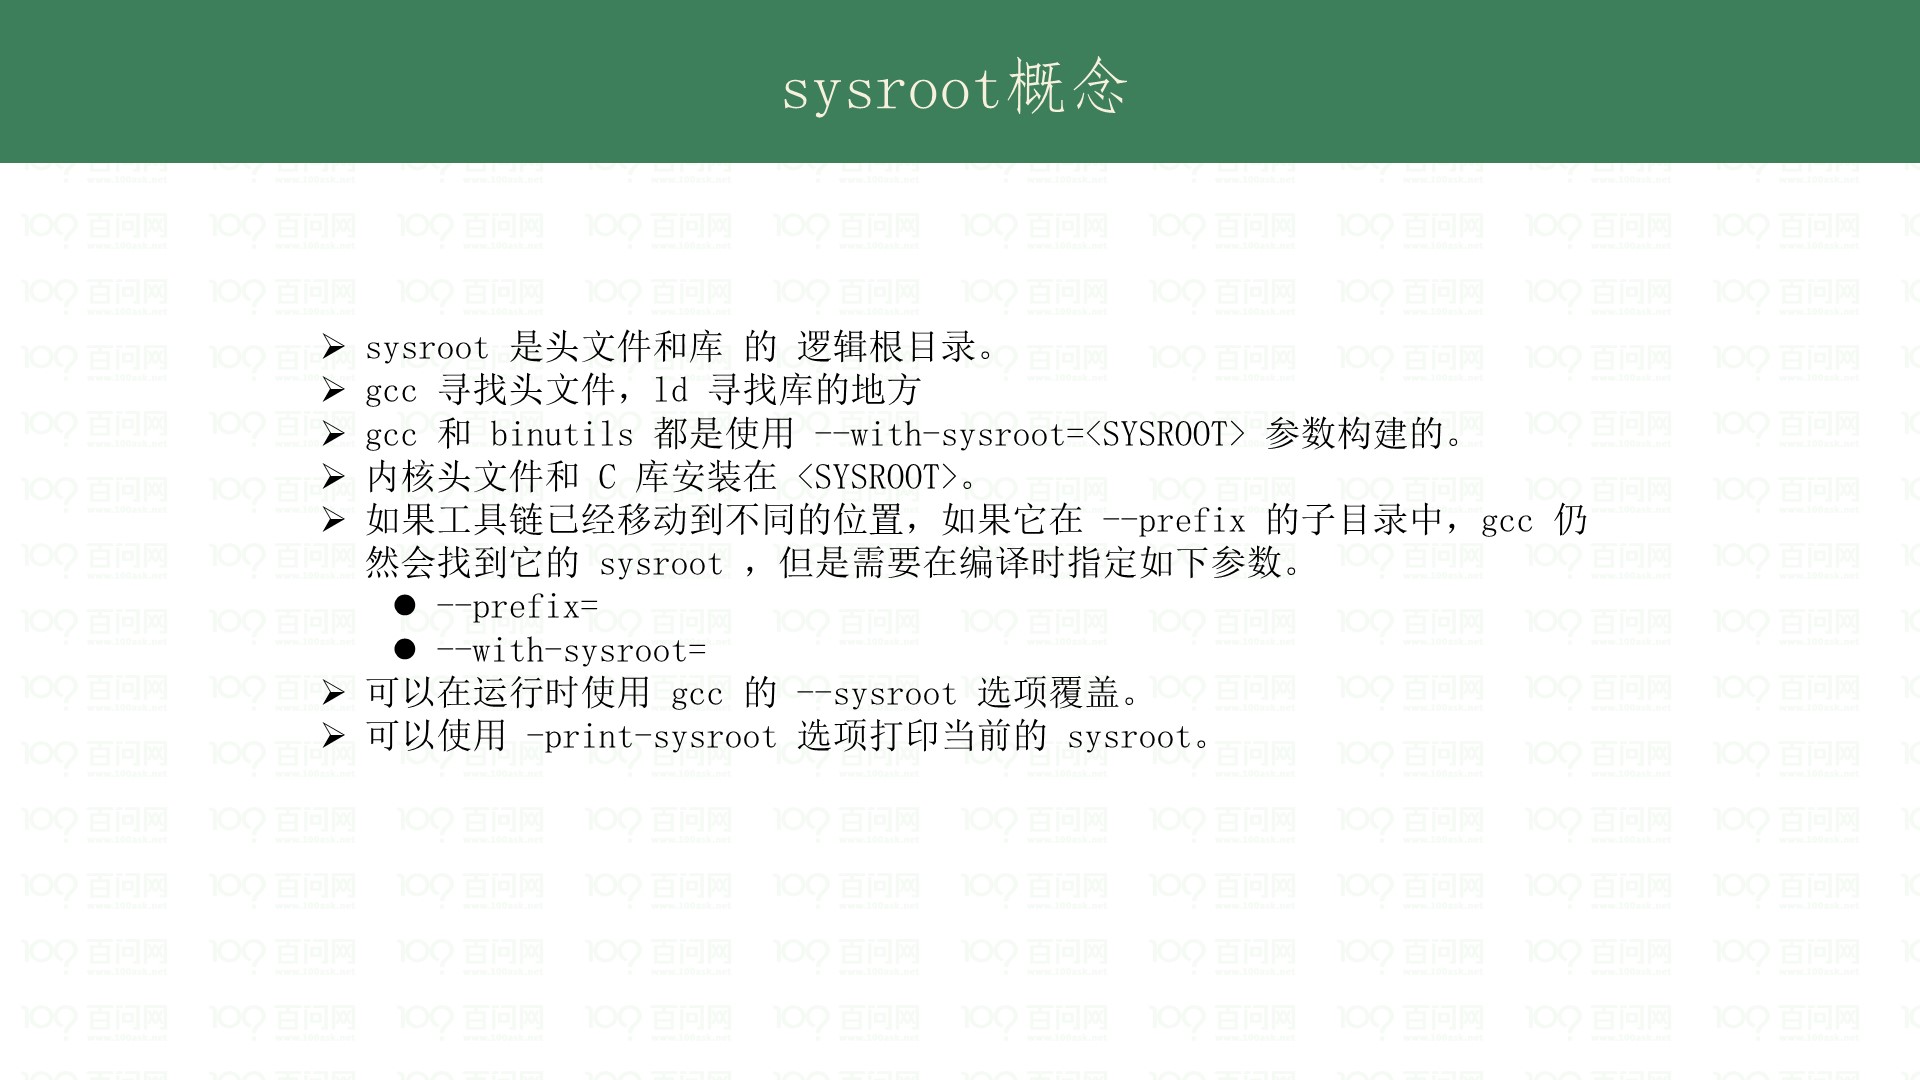 sysroot概念
➢ sysroot 是头文件和库 的 逻辑根目录。
➢ gcc 寻找头文件，ld 寻找库的地方
➢ gcc 和 binutils 都是使用 --with-sysroot=<SYSROOT> 参数构建的。
➢ 内核头文件和 C 库安装在 <SYSROOT>。
➢ 如果工具链已经移动到不同的位置，如果它在 --prefix 的子目录中，gcc 仍
然会找到它的 sysroot ，但是需要在编译时指定如下参数。
● --prefix=
● --with-sysroot=
➢ 可以在运行时使用 gcc 的 --sysroot 选项覆盖。
➢ 可以使用 -print-sysroot 选项打印当前的 sysroot。